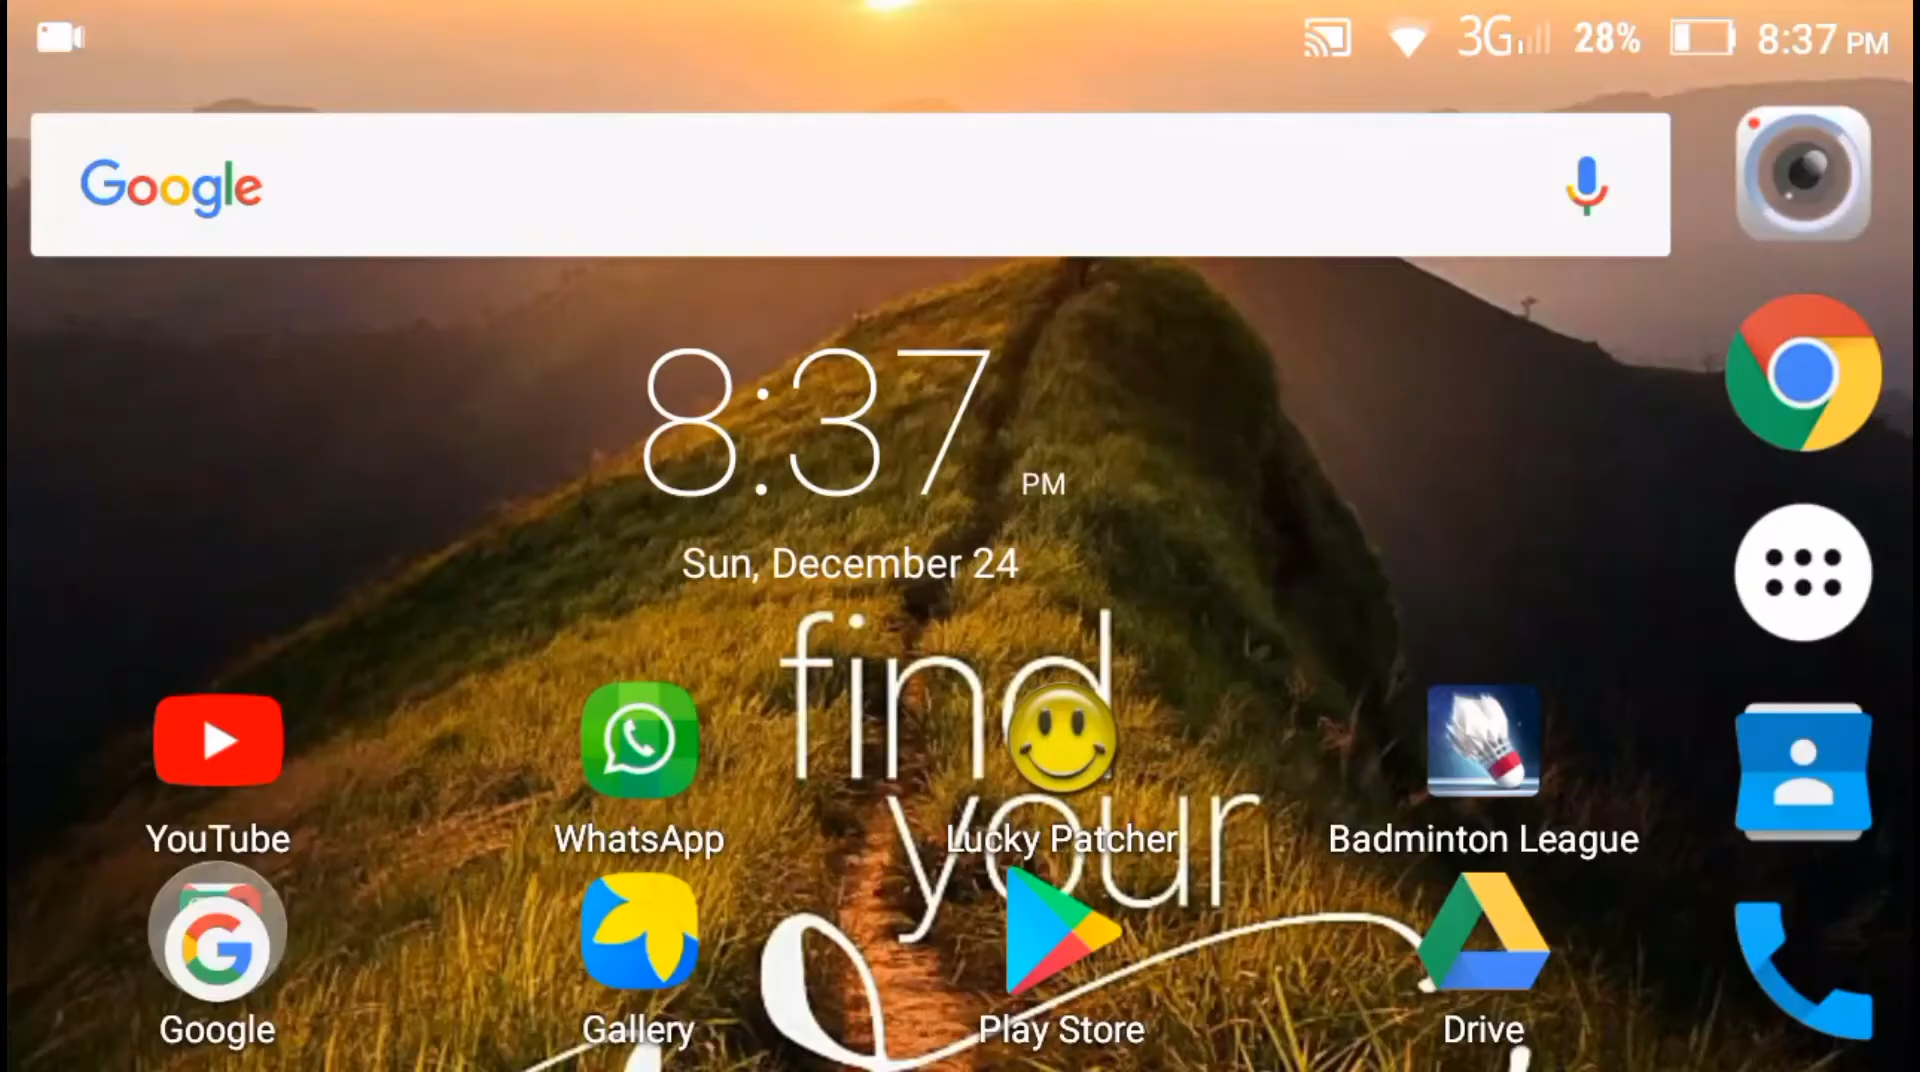 3G 28% 8:37 PM
Google
8:37 PM
Sun, December 24
find
your
YouTube
WhatsApp
Lucky Patcher
Badminton League
Google
Gallery
Play Store
Drive